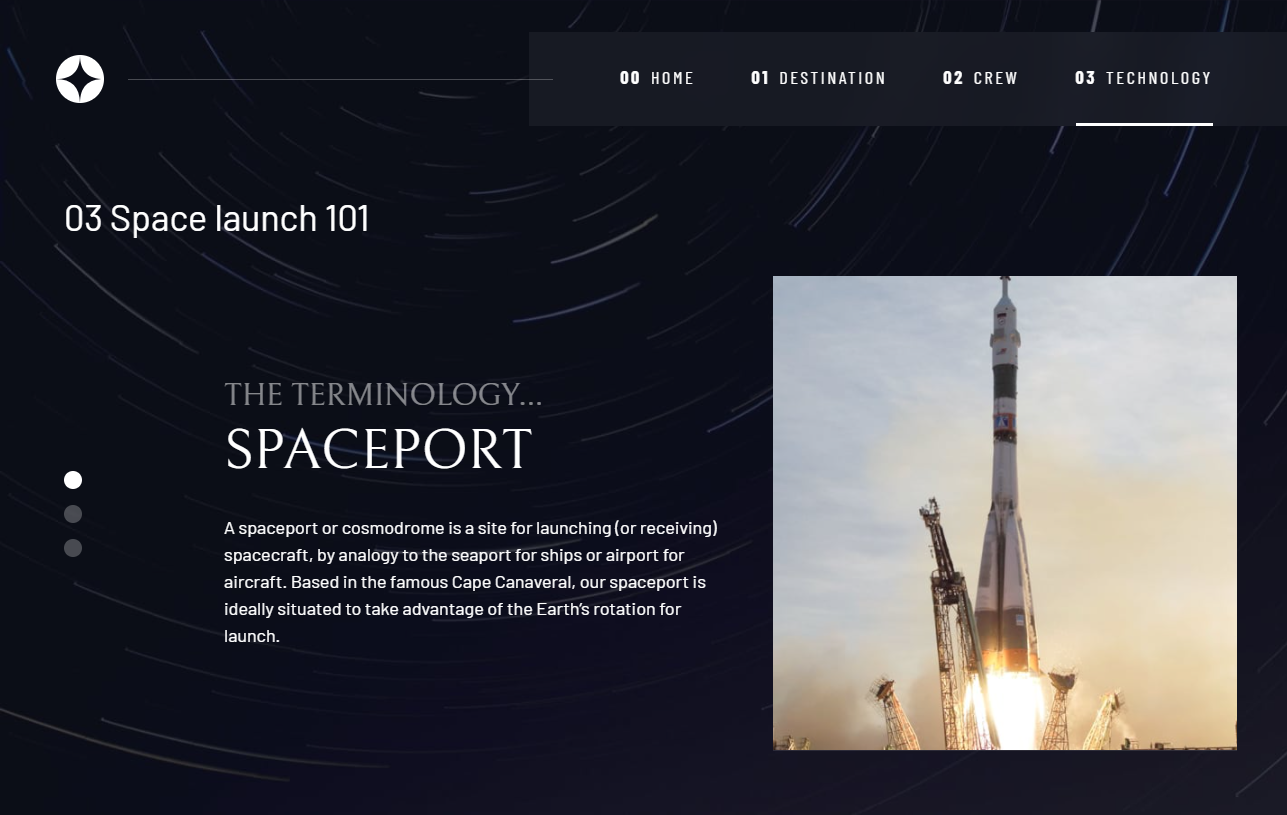 00 HOME 01 DESTINATION 02 CREW 03 TECHNOLOGY
03 Space launch 101
THE TERMINOLOGY...
SPACEPORT
A spaceport or cosmodrome is a site for launching (or receiving)
spacecraft, by analogy to the seaport for ships or airport for
aircraft. Based in the famous Cape Canaveral, our spaceport is
ideally situated to take advantage of the Earth’s rotation for
launch.